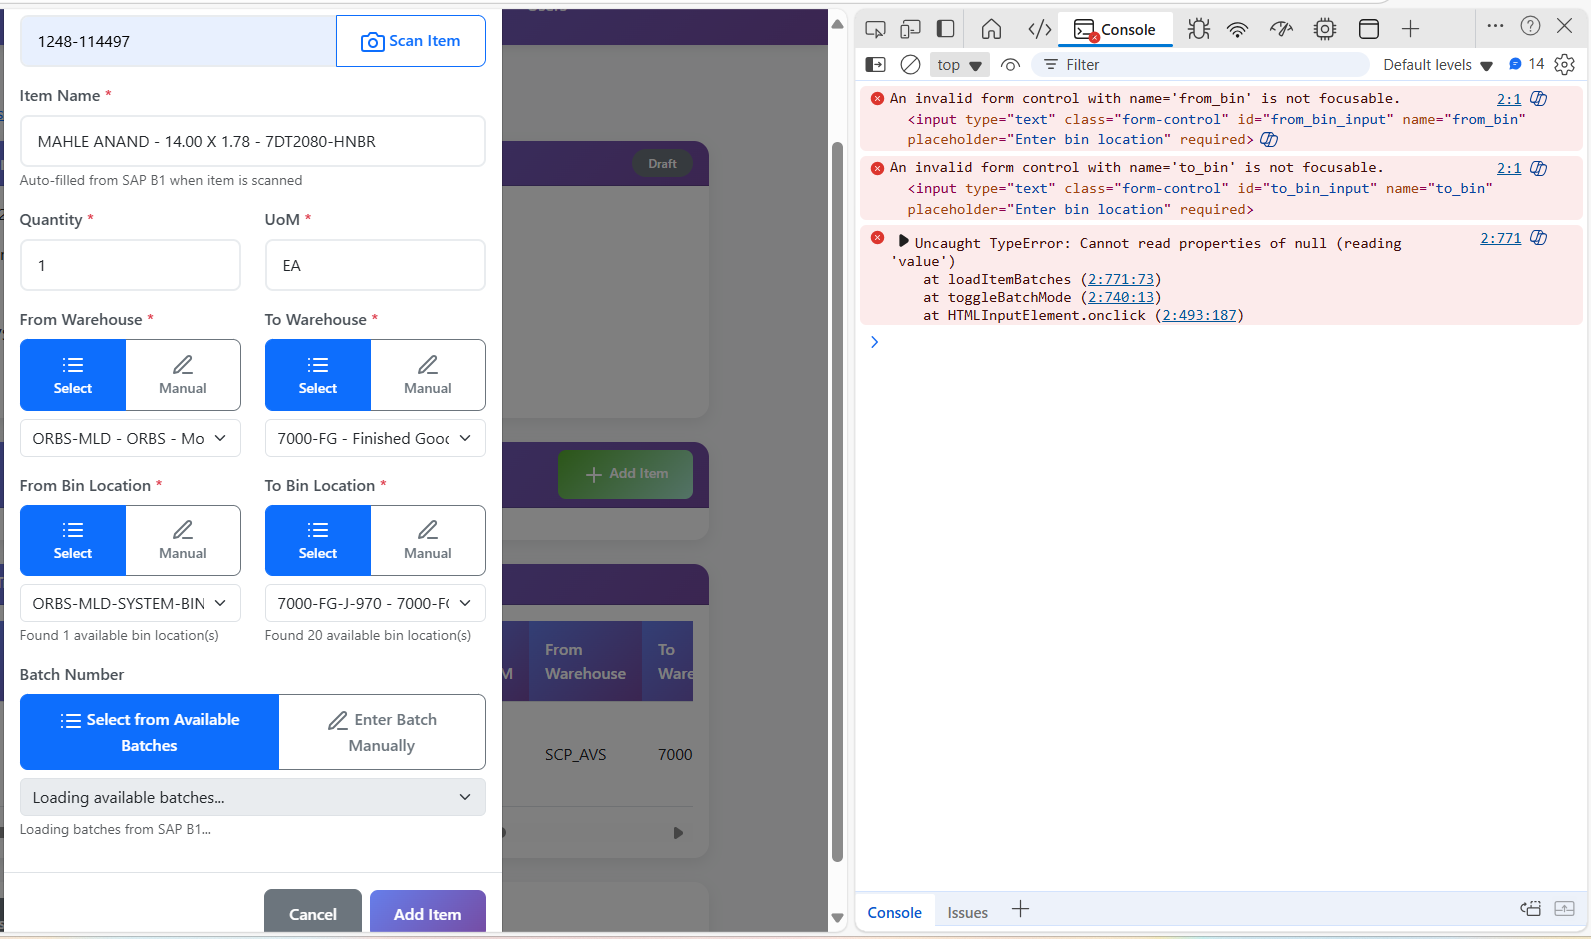 1248-114497
Scan Item
Item Name *
MAHLE ANAND - 14.00 X 1.78 - 7DT2080-HNBR
Auto-filled from SAP B1 when item is scanned
Quantity *
UoM *
1
EA
From Warehouse *
To Warehouse *
Select
Manual
Select
Manual
ORBS-MLD - ORBS - Mo
7000-FG - Finished Good
From Bin Location *
To Bin Location *
Select
Manual
Select
Manual
ORBS-MLD-SYSTEM-BIN
7000-FG-J-970 - 7000-FG
Found 1 available bin location(s)
Found 20 available bin location(s)
Batch Number
Select from Available
Batches
Enter Batch
Manually
Loading available batches...
Loading batches from SAP B1...
Cancel
Add Item
Draft
Add Item
From
Warehouse
To
Ware
M
SCP_AVS
7000
Console
top
Filter
Default levels
14
An invalid form control with name='from_bin' is not focusable.
2:1
<input type="text" class="form-control" id="from_bin_input" name="from_bin"
placeholder="Enter bin location" required>
An invalid form control with name='to_bin' is not focusable.
2:1
<input type="text" class="form-control" id="to_bin_input" name="to_bin"
placeholder="Enter bin location" required>
Uncaught TypeError: Cannot read properties of null (reading
2:771
'value')
at loadItemBatches (2:771:73)
at toggleBatchMode (2:740:13)
at HTMLInputElement.onclick (2:493:187)
Console
Issues